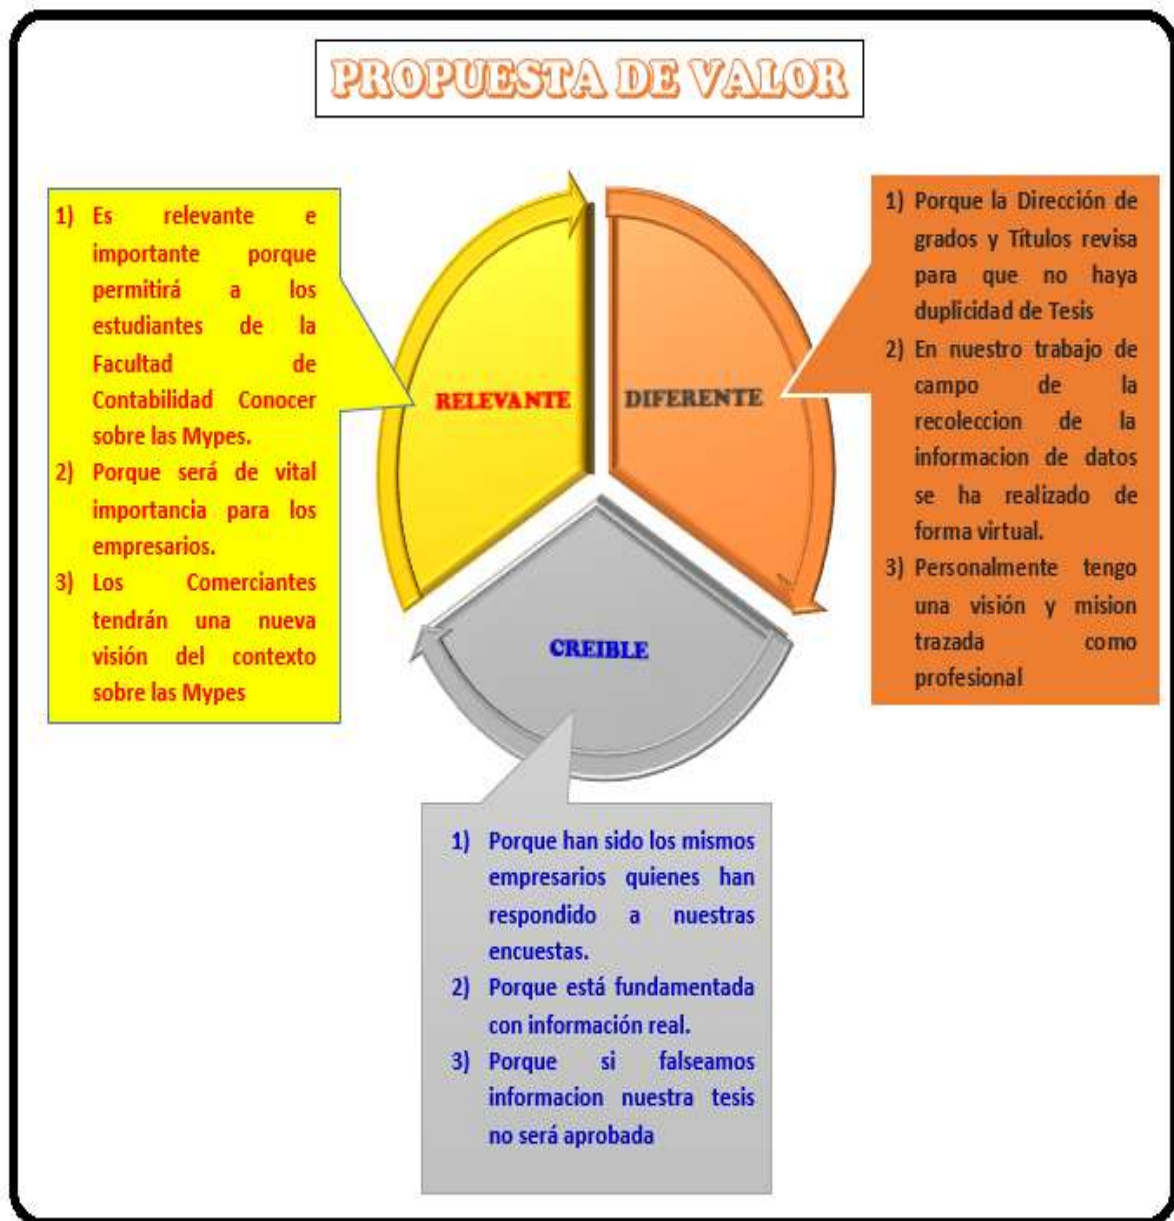 PROPUESTA DE VALOR
1) Es relevante e
importante porque
permitirá a los
estudiantes de la
Facultad de
Contabilidad Conocer
sobre las Mypes.
2) Porque será de vital
importancia para los
empresarios.
3) Los Comerciantes
tendrán una nueva
visión del contexto
sobre las Mypes
RELEVANTE
DIFERENTE
1) Porque la Dirección de
grados y Títulos revisa
para que no haya
duplicidad de Tesis
2) En nuestro trabajo de
campo de la
recoleccion de la
informacion de datos
se ha realizado de
forma virtual.
3) Personalmente tengo
una visión y mision
trazada como
profesional
CREIBLE
1) Porque han sido los mismos
empresarios quienes han
respondido a nuestras
encuestas.
2) Porque está fundamentada
con información real.
3) Porque si falseamos
informacion nuestra tesis
no será aprobada